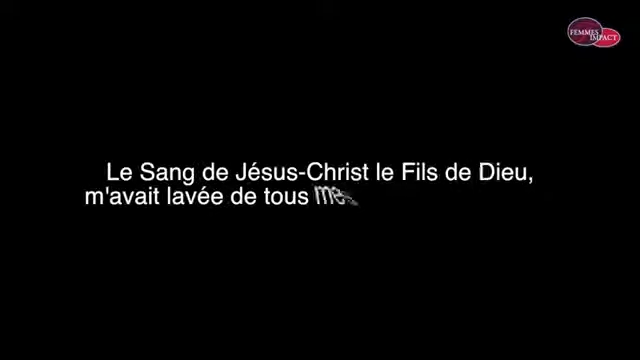 FEMMES
IMPACT
Le Sang de Jésus-Christ le Fils de Dieu,
m'avait lavée de tous